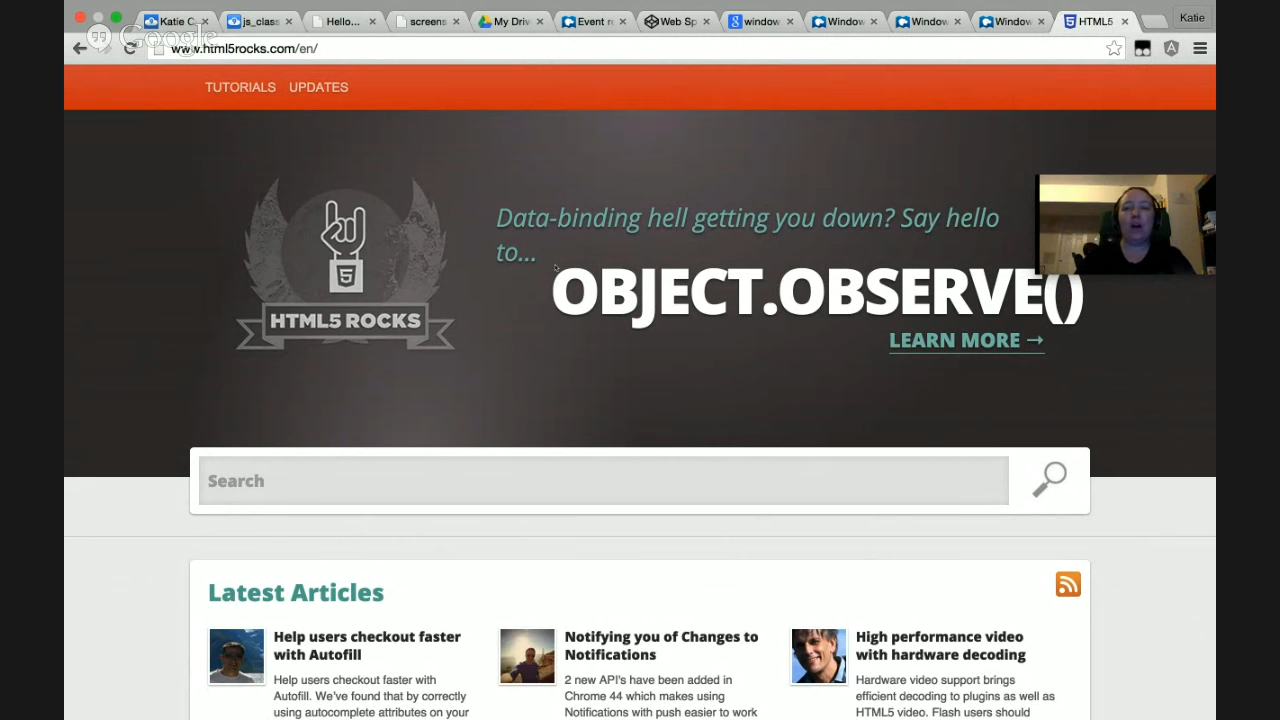 Katie C
js_class
Hello...
screens
My Driv
Event re
Web Sp
window
Windo
Window
Window
HTML5
Katie
Google
www.html5rocks.com/en/
TUTORIALS UPDATES
Data-binding hell getting you down? Say hello
to...
OBJECT.OBSERVE()
LEARN MORE →
5
HTML5 ROCKS
Search
Latest Articles
Help users checkout faster
with Autofill
Help users checkout faster with
Autofill. We've found that by correctly
using autocomplete attributes on your
Notifying you of Changes to
Notifications
2 new API's have been added in
Chrome 44 which makes using
Notifications with push easier to work
High performance video
with hardware decoding
Hardware video support brings
efficient decoding to plugins as well as
HTML5 video. Flash users should